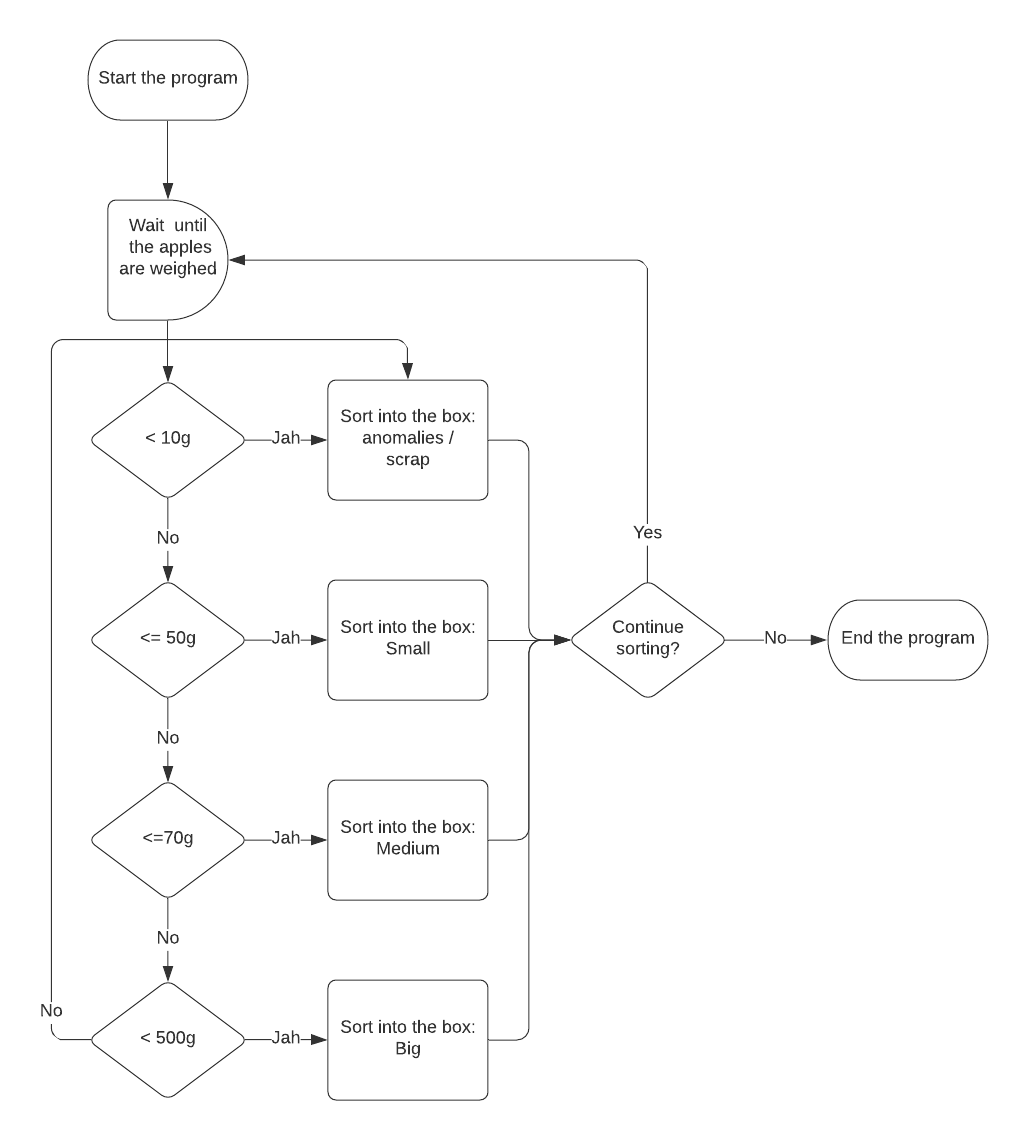 Start the program
Wait  until
the apples
are weighed
< 10g
Jah
Sort into the box:
anomalies /
scrap
No
Yes
<= 50g
Jah
Sort into the box:
Small
Continue
sorting?
No
End the program
No
<=70g
Jah
Sort into the box:
Medium
No
No
< 500g
Jah
Sort into the box:
Big